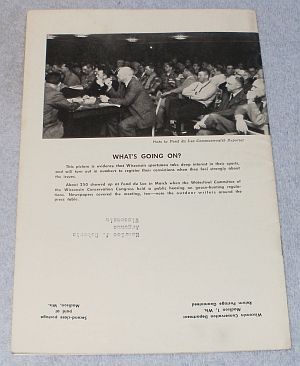 Photo by Fond du Lac Commonwealth Reporter
WHAT'S GOING ON?
This picture is evidence that Wisconsin sportsmen take deep interest in their sports,
and will turn out in numbers to register their convictions when they feel strongly about
the issues.
About 250 showed up at Fond du Lac in March when the Waterfowl Committee of
the Wisconsin Conservation Congress held a public hearing on goose-hunting regula-
tions. Newspapers covered the meeting, too—note the outdoor writers around the
press table.
Wisconsin
Wisconsin Conservation Department
Madison 1, Wis.
Return Postage Guaranteed
Second-class postage
paid at
Madison, Wis.